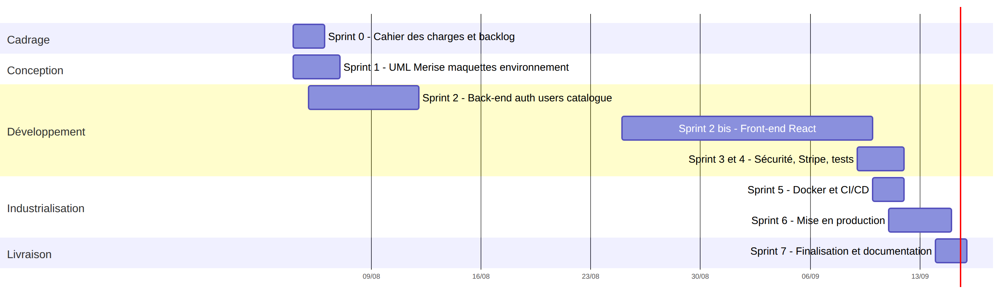 Cadrage
Sprint 0 - Cahier des charges et backlog
Conception
Sprint 1 - UML Merise maquettes environnement
Sprint 2 - Back-end auth users catalogue
Développement
Sprint 2 bis - Front-end React
Sprint 3 et 4 - Sécurité, Stripe, tests
Sprint 5 - Docker et CI/CD
Industrialisation
Sprint 6 - Mise en production
Livraison
Sprint 7 - Finalisation et documentation
09/08
16/08
23/08
30/08
06/09
13/09